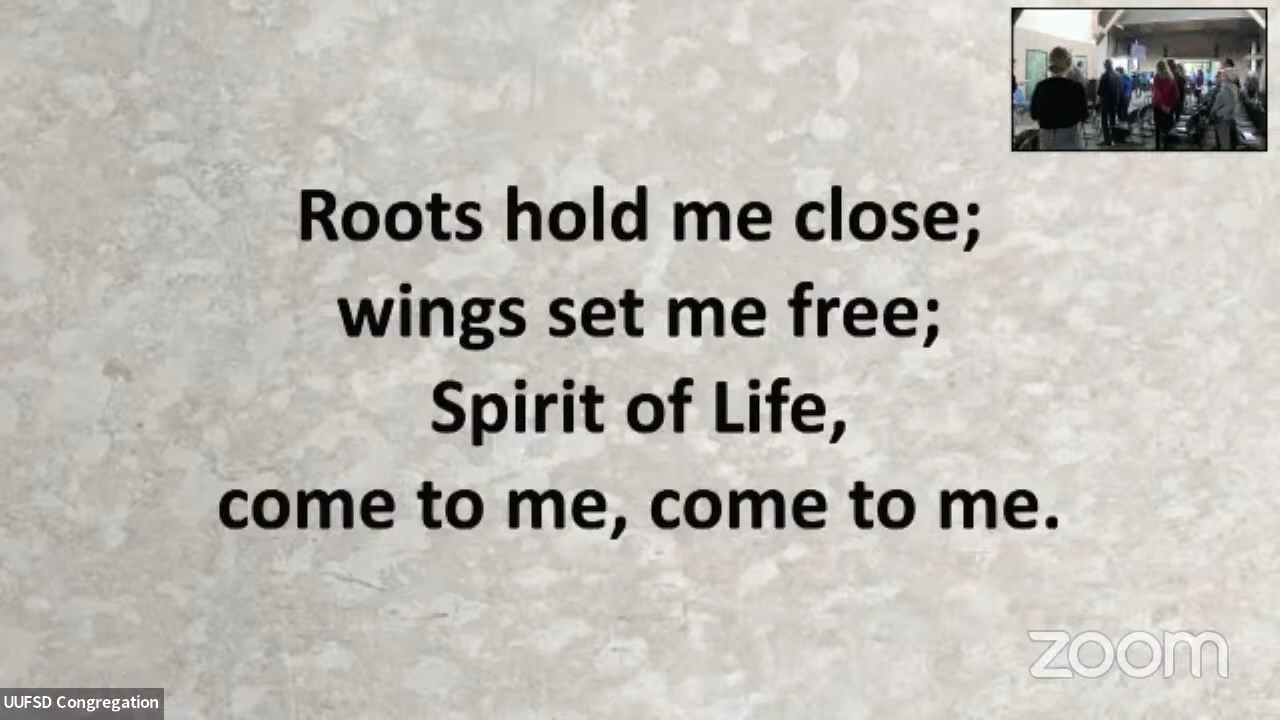 Roots hold me close;
wings set me free;
Spirit of Life,
come to me, come to me.
zoom
UUFSD Congregation